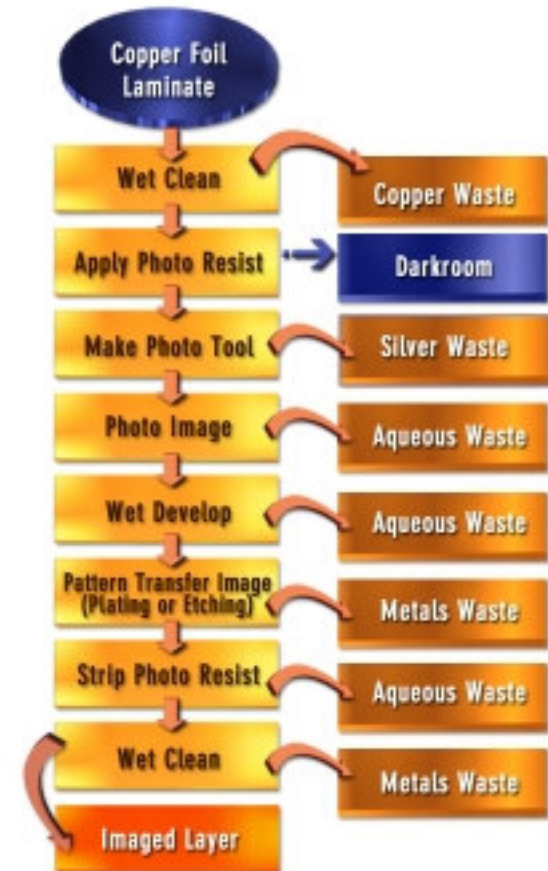 Copper Foil
Laminate
Wet Clean
Copper Waste
Apply Photo Resist
Darkroom
Make Photo Tool
Silver Waste
Photo Image
Aqueous Waste
Wet Develop
Aqueous Waste
Pattern Transfer Image
(Plating or Etching)
Metals Waste
Strip Photo Resist
Aqueous Waste
Wet Clean
Metals Waste
Imaged Layer